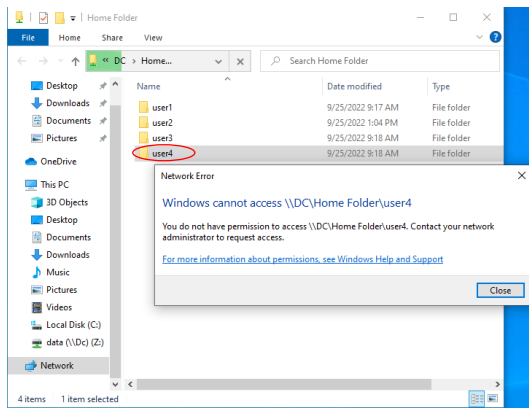 Home Folder
File Home Share View
« DC › Home... Search Home Folder
Name Date modified Type
Desktop
Downloads
Documents
Pictures
OneDrive
This PC
3D Objects
Desktop
Documents
Downloads
Music
Pictures
Videos
Local Disk (C:)
data (\\Dc) (Z:)
Network
user1 9/25/2022 9:17 AM File folder
user2 9/25/2022 1:04 PM File folder
user3 9/25/2022 9:18 AM File folder
user4 9/25/2022 9:18 AM File folder
Network Error
Windows cannot access \\DC\Home Folder\user4
You do not have permission to access \\DC\Home Folder\user4. Contact your network
administrator to request access.
For more information about permissions, see Windows Help and Support
Close
4 items 1 item selected